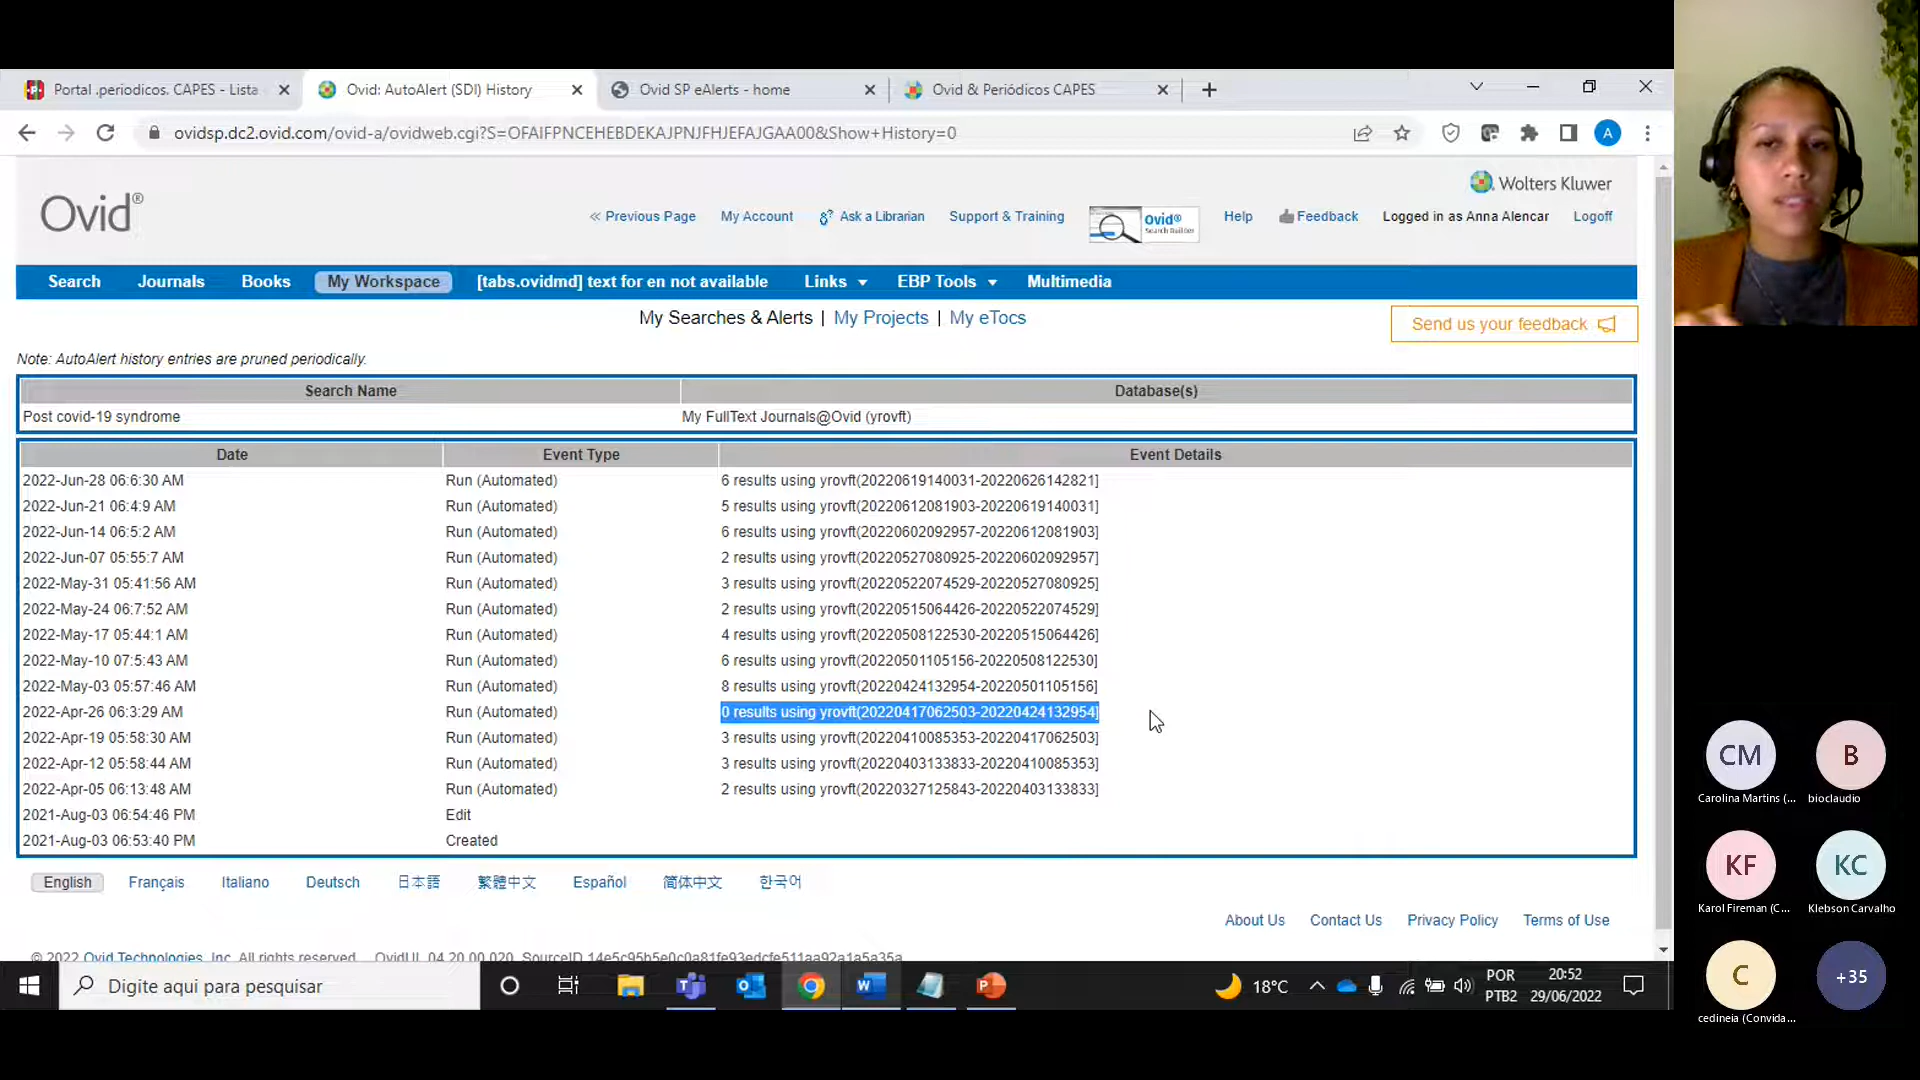 Portal .periodicos. CAPES - Lista
Ovid: AutoAlert (SDI) History
Ovid SP eAlerts - home
Ovid & Periódicos CAPES
ovidsp.dc2.ovid.com/ovid-a/ovidweb.cgi?S=OFAIFPNCEHEBDEKAJPNJFHJEFAJGAA00&Show+History=0
A
Wolters Kluwer
Ovid®
<< Previous Page My Account Ask a Librarian Support & Training Ovid® Search Builder Help Feedback Logged in as Anna Alencar Logoff
Search Journals Books My Workspace [tabs.ovidmd] text for en not available Links EBP Tools Multimedia
My Searches & Alerts | My Projects | My eTocs
Send us your feedback
Note: AutoAlert history entries are pruned periodically.
Search Name Database(s)
Post covid-19 syndrome My FullText Journals@Ovid (yrovft)
Date Event Type Event Details
2022-Jun-28 06:6:30 AM Run (Automated) 6 results using yrovft(20220619140031-20220626142821]
2022-Jun-21 06:4:9 AM Run (Automated) 5 results using yrovft(20220612081903-20220619140031]
2022-Jun-14 06:5:2 AM Run (Automated) 6 results using yrovft(20220602092957-20220612081903]
2022-Jun-07 05:55:7 AM Run (Automated) 2 results using yrovft(20220527080925-20220602092957]
2022-May-31 05:41:56 AM Run (Automated) 3 results using yrovft(20220522074529-20220527080925]
2022-May-24 06:7:52 AM Run (Automated) 2 results using yrovft(20220515064426-20220522074529]
2022-May-17 05:44:1 AM Run (Automated) 4 results using yrovft(20220508122530-20220515064426]
2022-May-10 07:5:43 AM Run (Automated) 6 results using yrovft(20220501105156-20220508122530]
2022-May-03 05:57:46 AM Run (Automated) 8 results using yrovft(20220424132954-20220501105156]
2022-Apr-26 06:3:29 AM Run (Automated) 0 results using yrovft(20220417062503-20220424132954]
2022-Apr-19 05:58:30 AM Run (Automated) 3 results using yrovft(20220410085353-20220417062503]
2022-Apr-12 05:58:44 AM Run (Automated) 3 results using yrovft(20220403133833-20220410085353]
2022-Apr-05 06:13:48 AM Run (Automated) 2 results using yrovft(20220327125843-20220403133833]
2021-Aug-03 06:54:46 PM Edit
2021-Aug-03 06:53:40 PM Created
English Français Italiano Deutsch 日本語 繁體中文 Español 简体中文 한국어
About Us Contact Us Privacy Policy Terms of Use
© 2022 Ovid Technologies, Inc. All rights reserved. OvidUI_04.20.00.020, SourceID 14e5c95b5e0c0a81fe93edcfe511aa92a1a5a35a
Digite aqui para pesquisar
18°C
POR
PTB2
20:52
29/06/2022
CM
Carolina Martins (...
B
bioclaudio
KF
Karol Fireman (C...
KC
Klebson Carvalho
C
cedineia (Convida...
+35